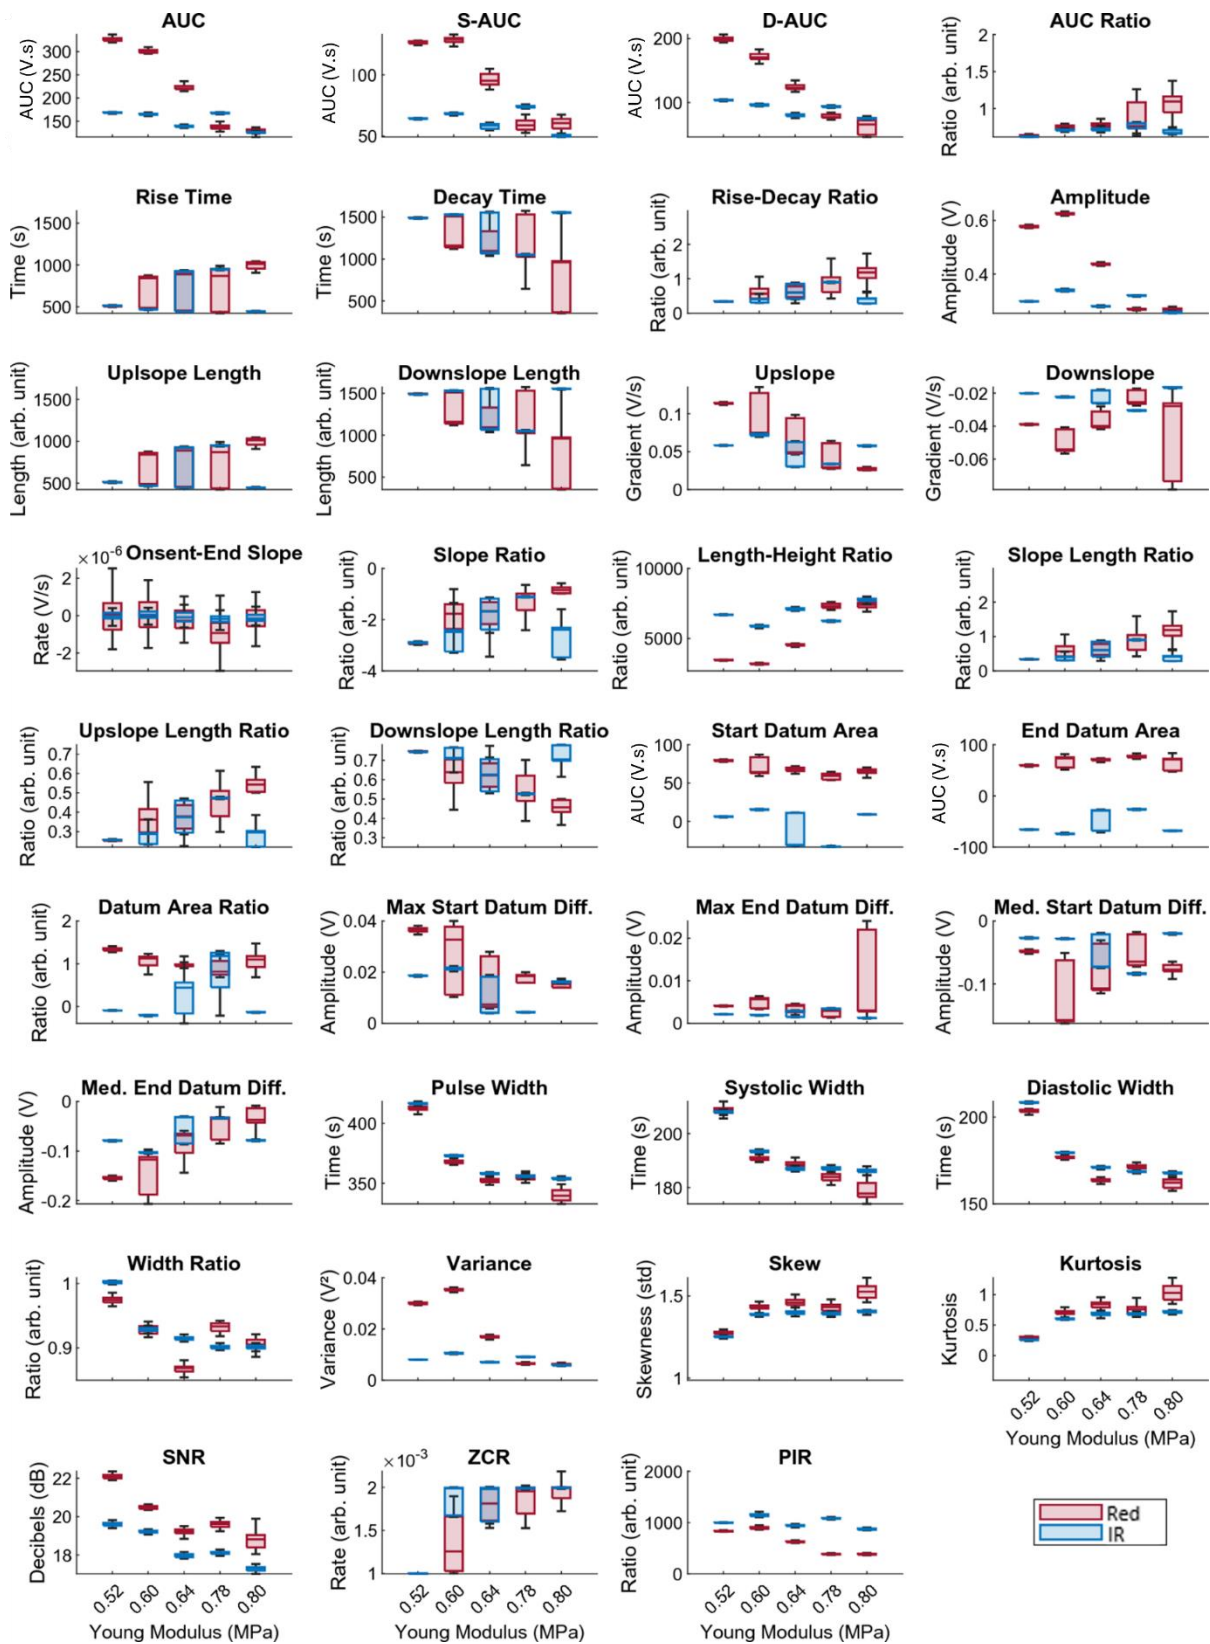 AUC
S-AUC
D-AUC
AUC Ratio
AUC (V.s)
300
250
200
150
AUC (V.s)
100
50
AUC (V.s)
200
100
Ratio (arb. unit)
2
1
Rise Time
Decay Time
Rise-Decay Ratio
Amplitude
Time (s)
1500
1000
500
Time (s)
1500
1000
500
Ratio (arb. unit)
2
1
0
Amplitude (V)
0.6
0.4
Uplsope Length
Downslope Length
Upslope
Downslope
Length (arb. unit)
1500
1000
500
Length (arb. unit)
1500
1000
500
Gradient (V/s)
0.1
0.05
0
Gradient (V/s)
-0.02
-0.04
-0.06
×10⁻⁶ Onsent-End Slope
Slope Ratio
Length-Height Ratio
Slope Length Ratio
Rate (V/s)
2
0
-2
Ratio (arb. unit)
0
-2
-4
Ratio (arb. unit)
10000
5000
Ratio (arb. unit)
2
1
0
Upslope Length Ratio
Downslope Length Ratio
Start Datum Area
End Datum Area
Ratio (arb. unit)
0.7
0.6
0.5
0.4
0.3
Ratio (arb. unit)
0.7
0.6
0.5
0.4
0.3
AUC (V.s)
100
50
0
AUC (V.s)
100
0
-100
Datum Area Ratio
Max Start Datum Diff.
Max End Datum Diff.
Med. Start Datum Diff.
Ratio (arb. unit)
2
1
0
Amplitude (V)
0.04
0.02
0
Amplitude (V)
0.02
0.01
0
Amplitude (V)
0
-0.1
Med. End Datum Diff.
Pulse Width
Systolic Width
Diastolic Width
Amplitude (V)
0
-0.1
-0.2
Time (s)
400
350
Time (s)
200
180
Time (s)
200
150
Width Ratio
Variance
Skew
Kurtosis
Ratio (arb. unit)
1
0.9
Variance (V²)
0.04
0.02
0
Skewness (std)
1.5
1
Kurtosis
1
0.5
0
0.52
0.60
0.64
0.78
0.80
Young Modulus (MPa)
SNR
ZCR
PIR
Decibels (dB)
22
20
18
0.52
0.60
0.64
0.78
0.80
Young Modulus (MPa)
×10⁻³
Rate (arb. unit)
2
1.5
1
0.52
0.60
0.64
0.78
0.80
Young Modulus (MPa)
Ratio (arb. unit)
2000
1000
0
0.52
0.60
0.64
0.78
0.80
Young Modulus (MPa)
Red
IR